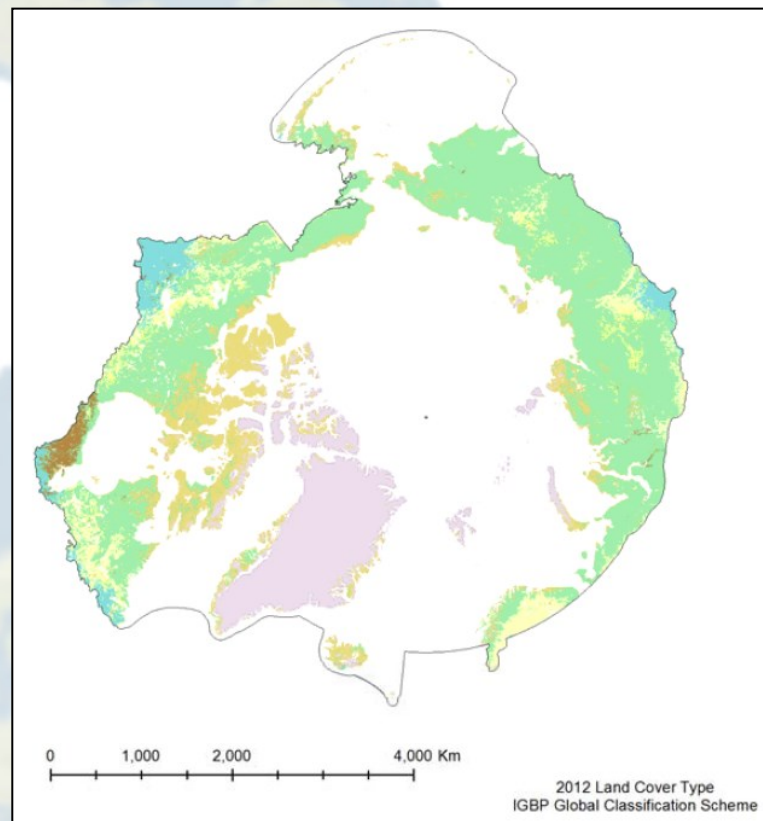 0 1,000 2,000 4,000 Km
2012 Land Cover Type
IGBP Global Classification Scheme